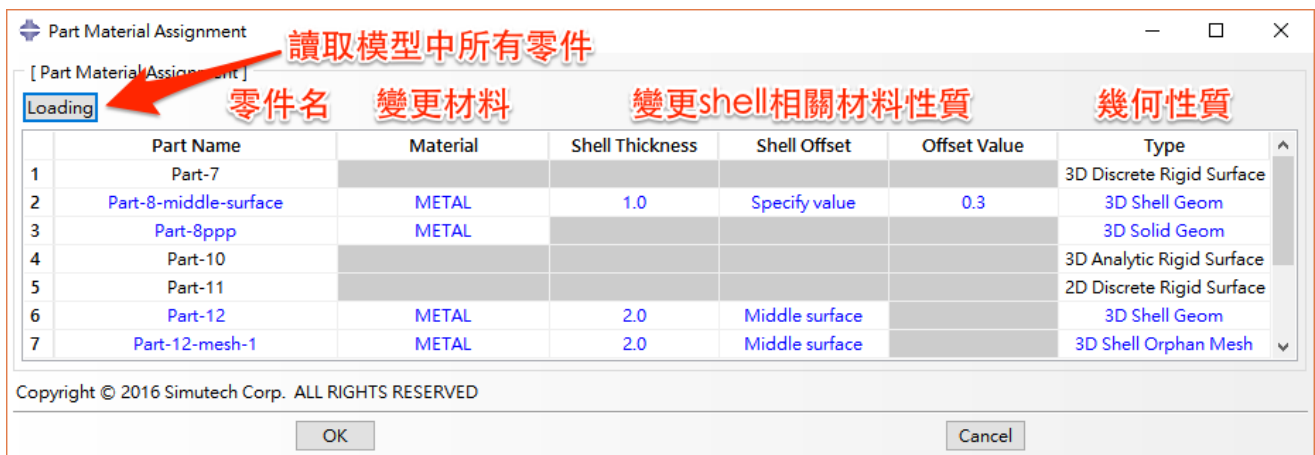 Part Material Assignment
讀取模型中所有零件
[ Part Material Assignment ]
Loading
零件名 變更材料 變更shell相關材料性質 幾何性質
Part Name Material Shell Thickness Shell Offset Offset Value Type
1 Part-7 3D Discrete Rigid Surface
2 Part-8-middle-surface METAL 1.0 Specify value 0.3 3D Shell Geom
3 Part-8ppp METAL 3D Solid Geom
4 Part-10 3D Analytic Rigid Surface
5 Part-11 2D Discrete Rigid Surface
6 Part-12 METAL 2.0 Middle surface 3D Shell Geom
7 Part-12-mesh-1 METAL 2.0 Middle surface 3D Shell Orphan Mesh
Copyright © 2016 Simutech Corp. ALL RIGHTS RESERVED
OK Cancel